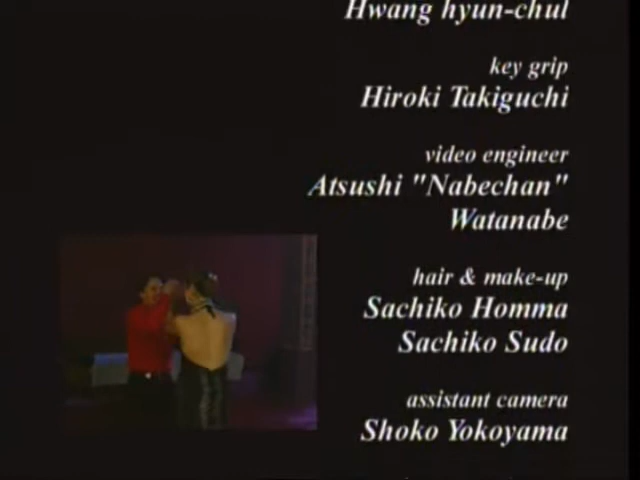 Hwang hyun-chul
key grip
Hiroki Takiguchi
video engineer
Atsushi "Nabechan"
Watanabe
hair & make-up
Sachiko Homma
Sachiko Sudo
assistant camera
Shoko Yokoyama